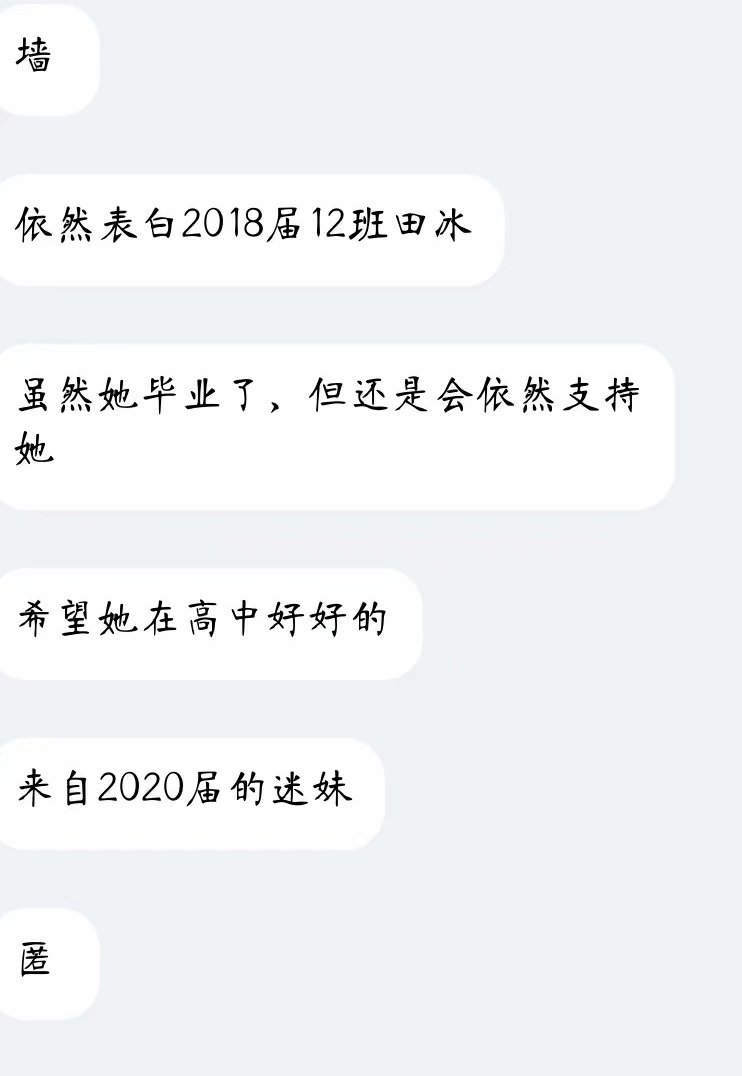 墙
依然表白2018届12班田冰
虽然她毕业了、但还是会依然支持
她
希望她在高中好好的
来自2020届的迷妹
匿